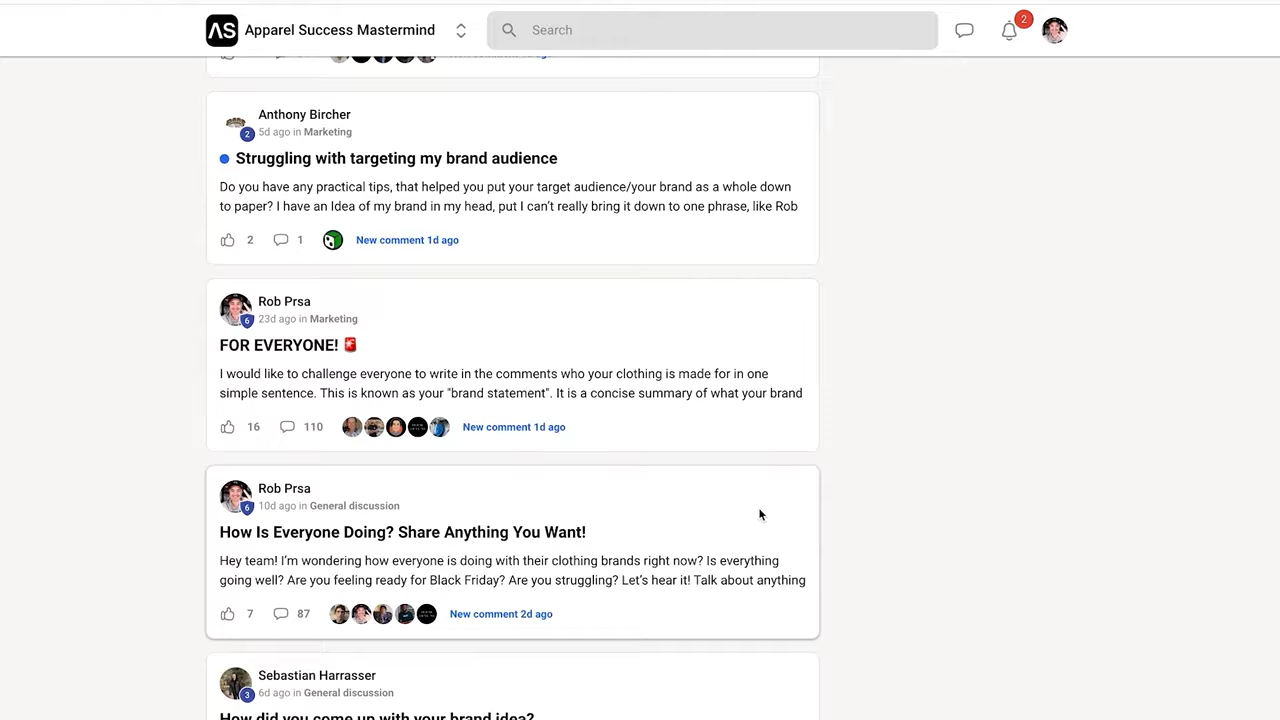 ΛS Apparel Success Mastermind
Search
2
Anthony Bircher
2
5d ago in Marketing
Struggling with targeting my brand audience
Do you have any practical tips, that helped you put your target audience/your brand as a whole down
to paper? I have an Idea of my brand in my head, put I can't really bring it down to one phrase, like Rob
2 1 New comment 1d ago
Rob Prsa
6
23d ago in Marketing
FOR EVERYONE! 🚨
I would like to challenge everyone to write in the comments who your clothing is made for in one
simple sentence. This is known as your "brand statement". It is a concise summary of what your brand
16 110 New comment 1d ago
Rob Prsa
6
10d ago in General discussion
How Is Everyone Doing? Share Anything You Want!
Hey team! I'm wondering how everyone is doing with their clothing brands right now? Is everything
going well? Are you feeling ready for Black Friday? Are you struggling? Let's hear it! Talk about anything
7 87 New comment 2d ago
Sebastian Harrasser
3
6d ago in General discussion
How did you come up with your brand idea?